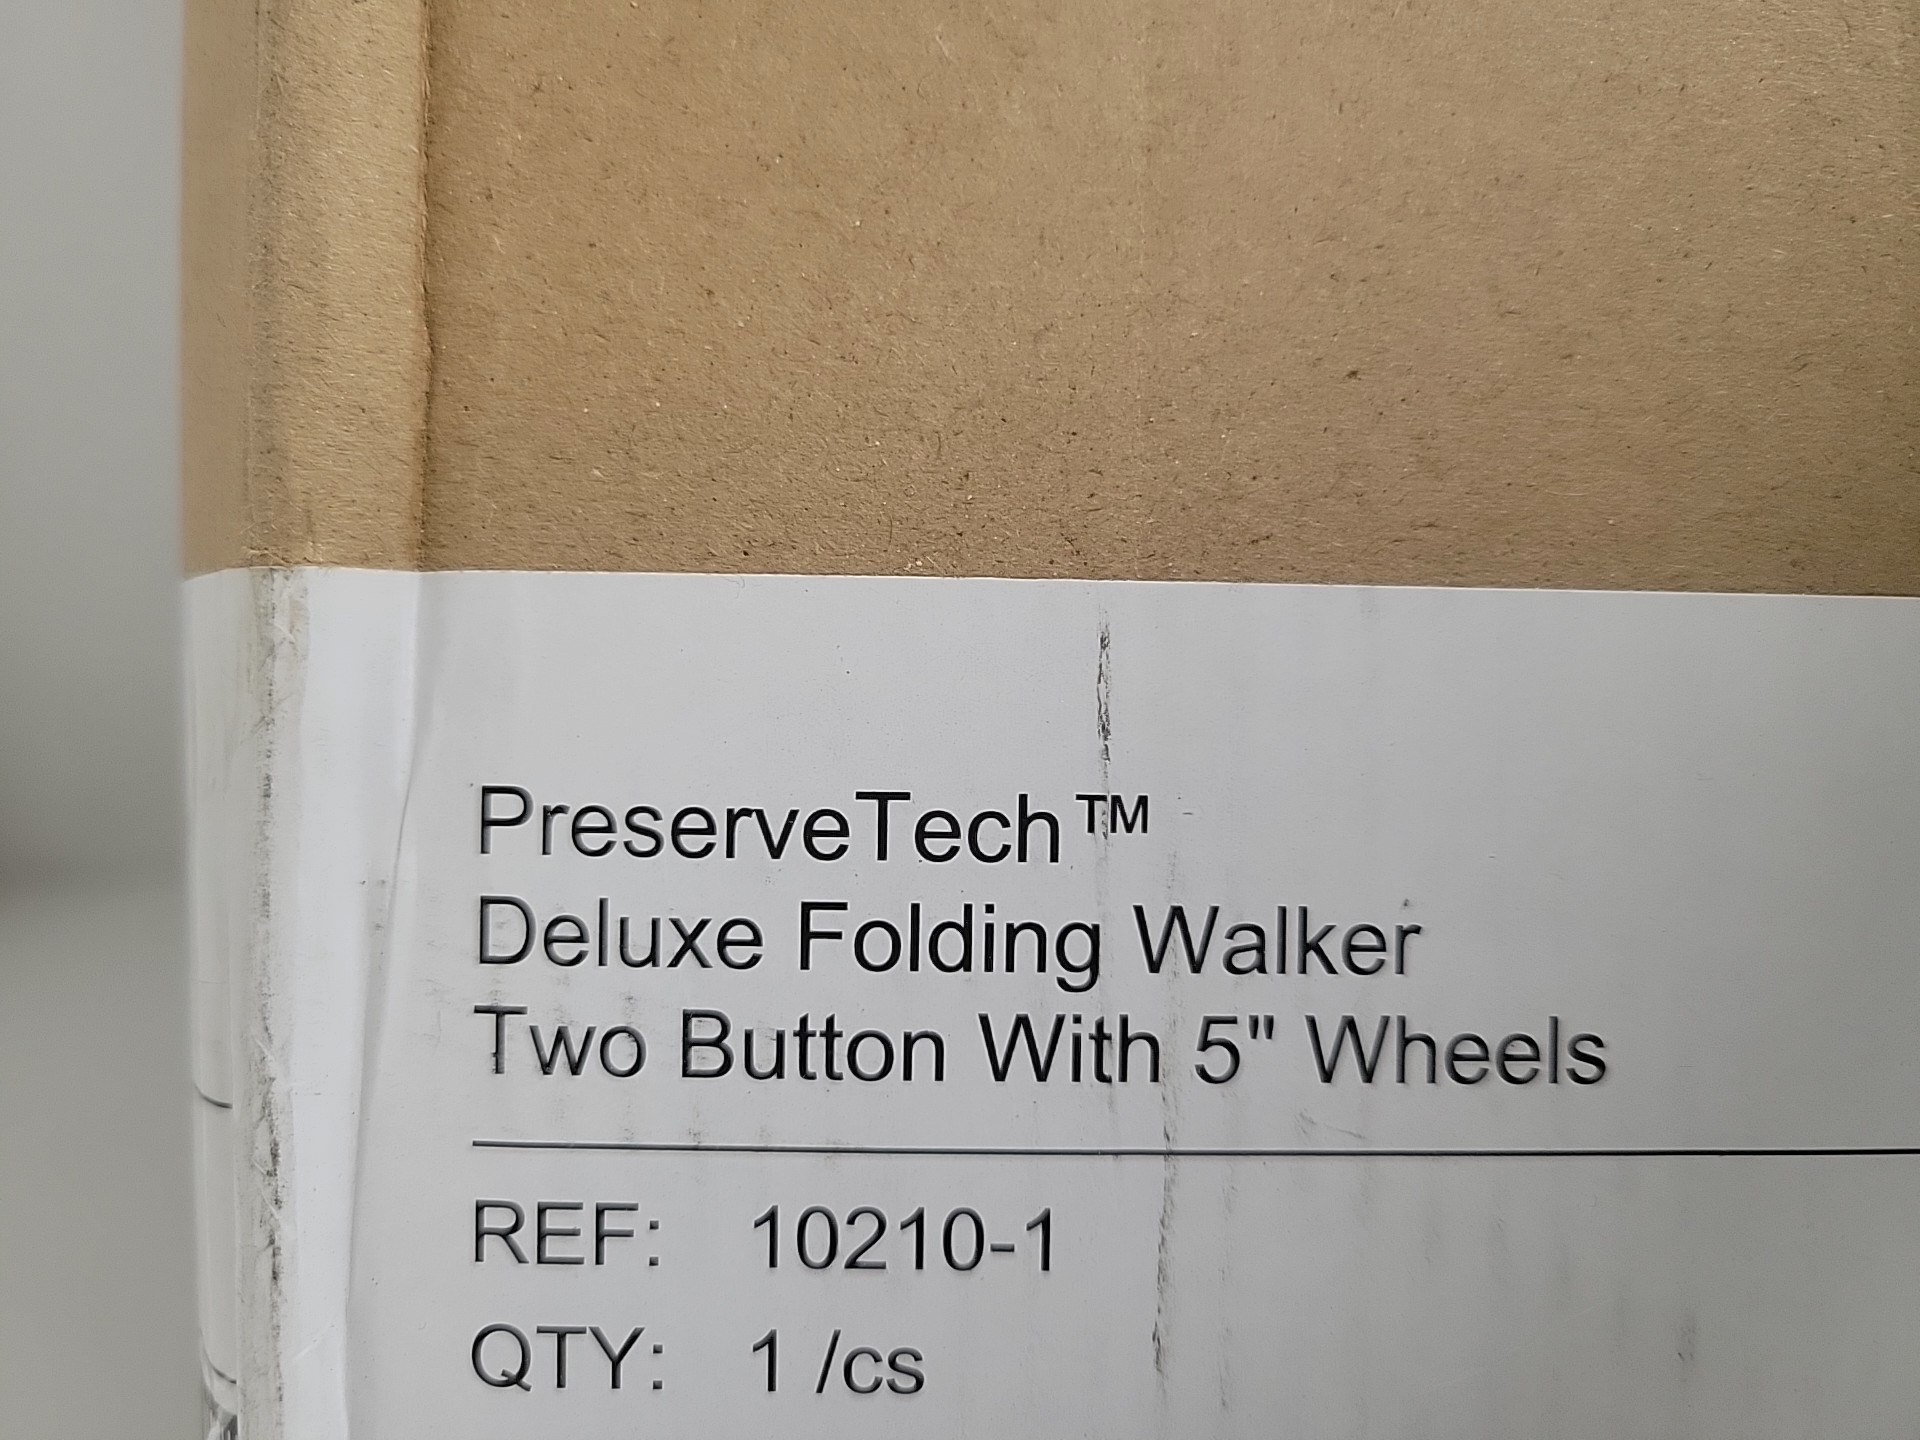 PreserveTech™
Deluxe Folding Walker
Two Button With 5" Wheels
REF: 10210-1
QTY: 1 /cs